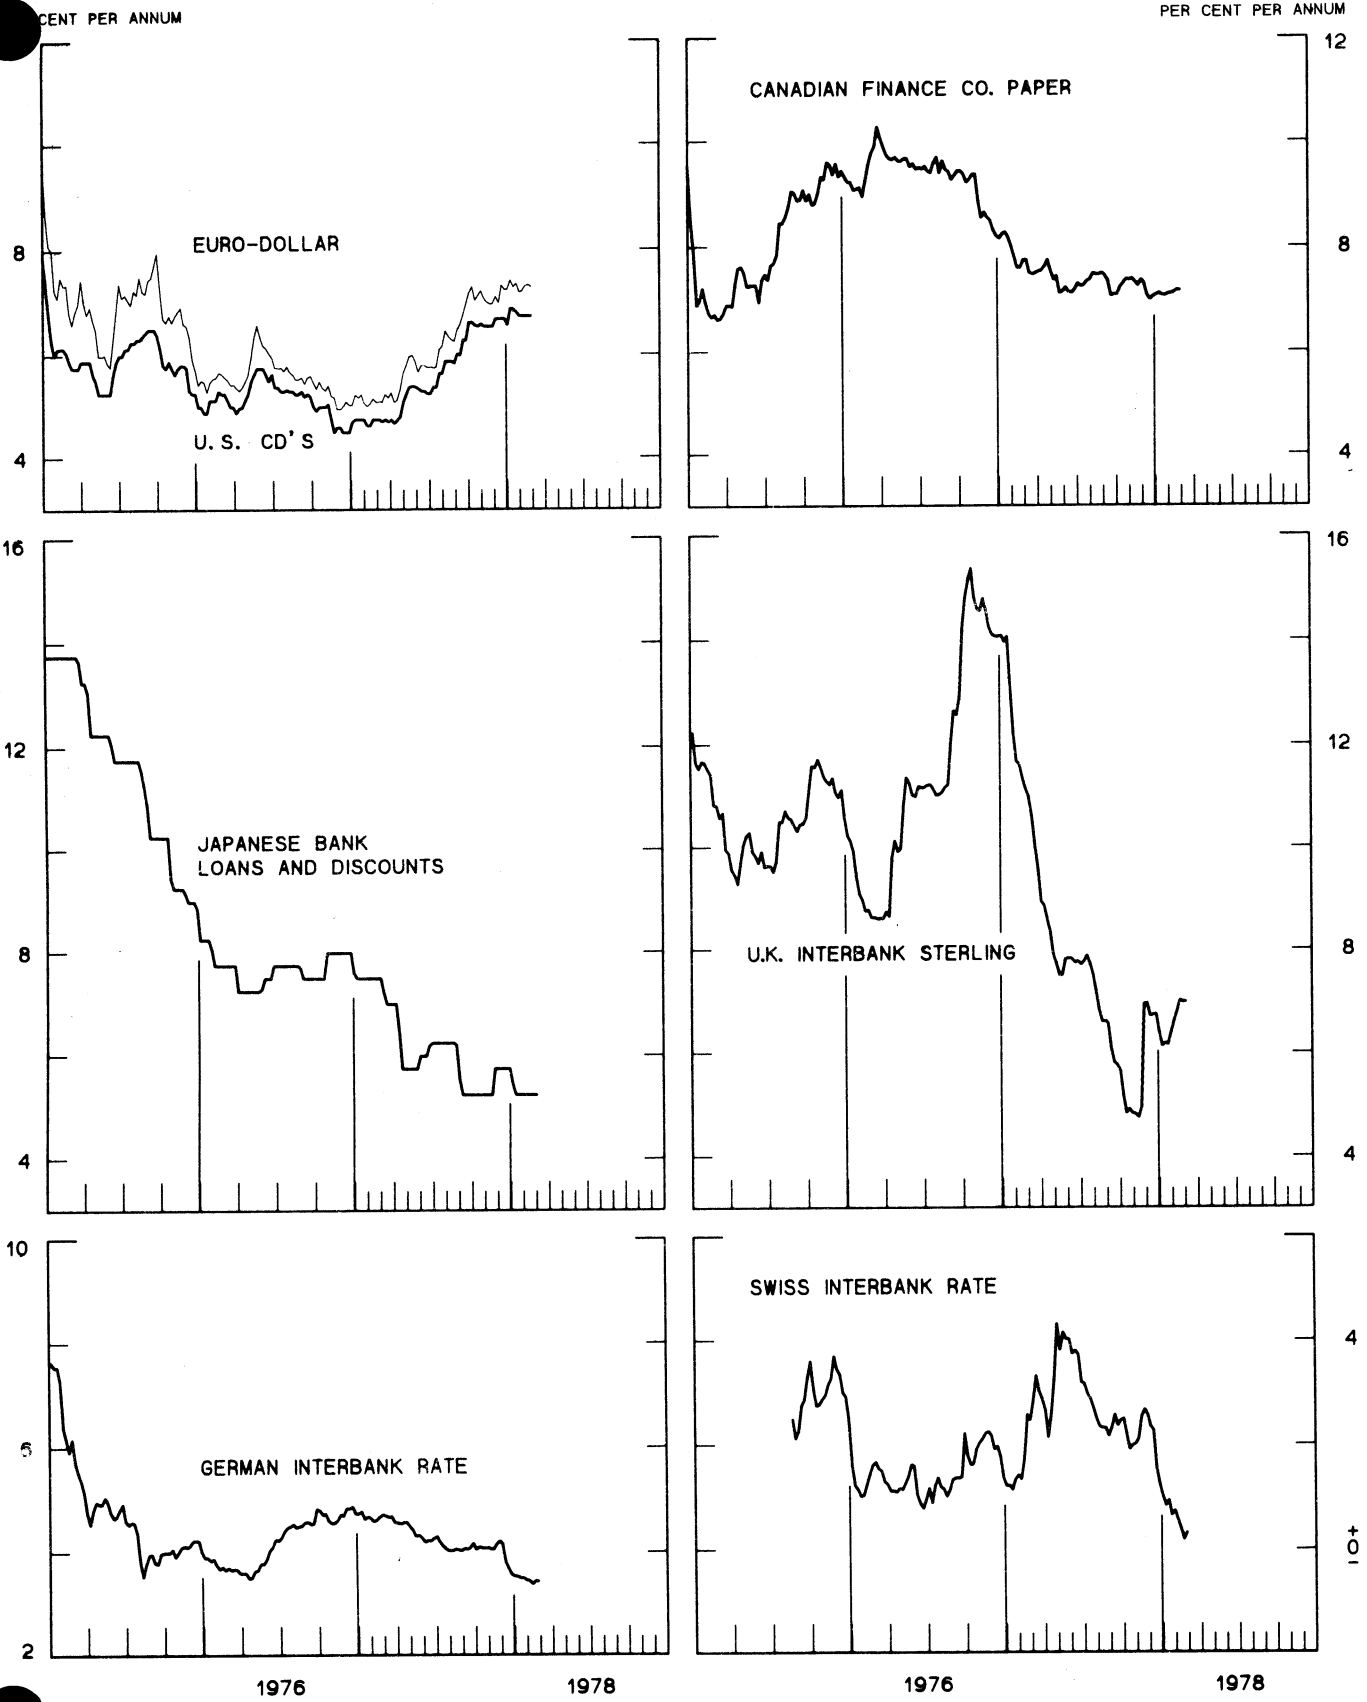 CENT PER ANNUM
PER CENT PER ANNUM
12
CANADIAN FINANCE CO. PAPER
EURO-DOLLAR
8
8
U.S. CD'S
4
4
16
16
12
12
JAPANESE BANK
LOANS AND DISCOUNTS
8
U.K. INTERBANK STERLING
8
4
4
10
SWISS INTERBANK RATE
4
6
GERMAN INTERBANK RATE
+
0
−
2
1976
1978
1976
1978